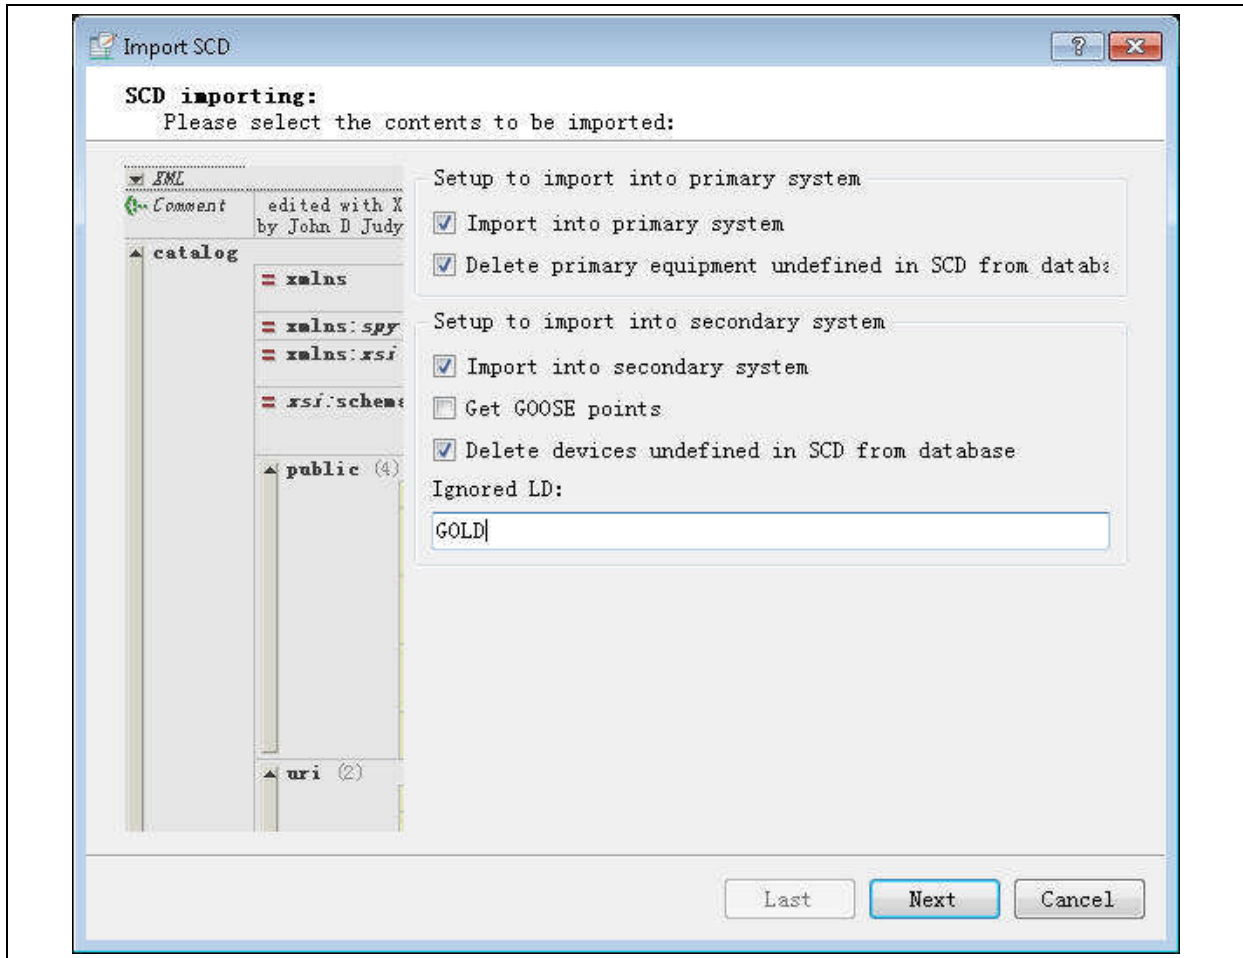 Import SCD
SCD importing:
Please select the contents to be imported:
XML
Comment
edited with X
by John D Judy
catalog
xmlns
xmlns:spy
xmlns:xsi
xsi:schema
public (4)
uri (2)
Setup to import into primary system
Import into primary system
Delete primary equipment undefined in SCD from databa
Setup to import into secondary system
Import into secondary system
Get GOOSE points
Delete devices undefined in SCD from database
Ignored LD:
GOLD
Last
Next
Cancel